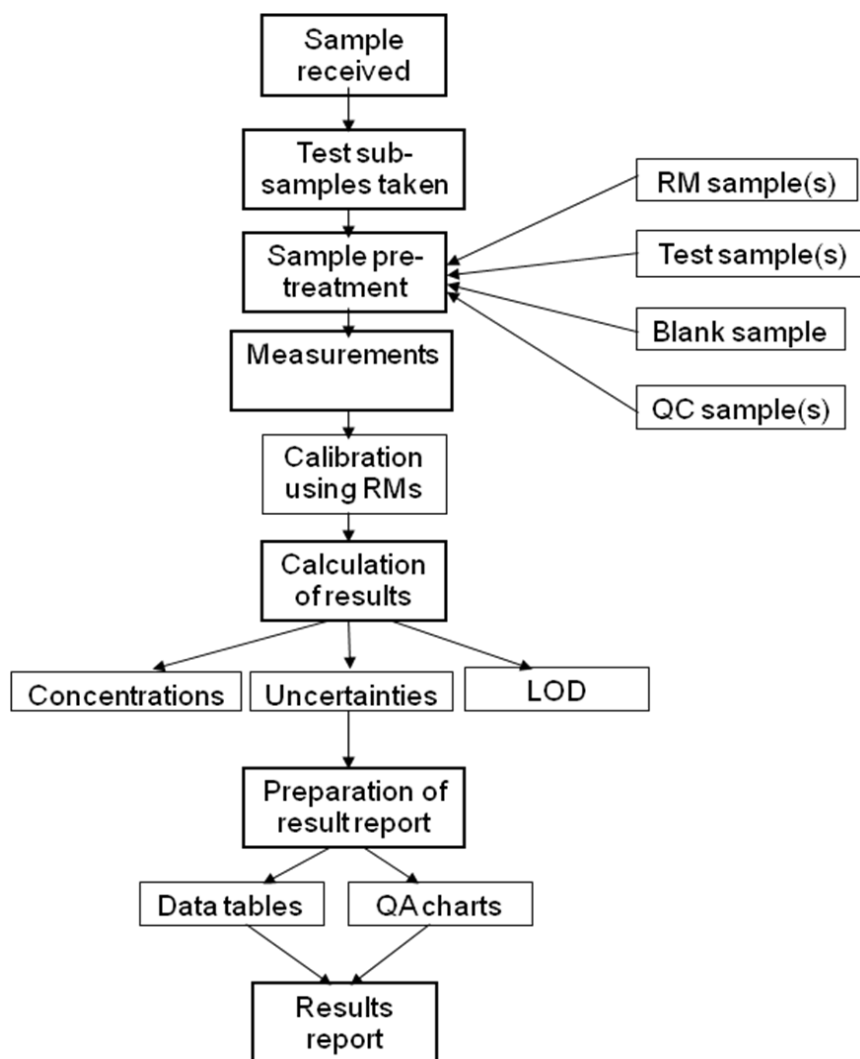 Sample
received
Test sub-
samples taken
RM sample(s)
Sample pre-
treatment
Test sample(s)
Blank sample
Measurements
QC sample(s)
Calibration
using RMs
Calculation
of results
Concentrations
Uncertainties
LOD
Preparation of
result report
Data tables
QA charts
Results
report